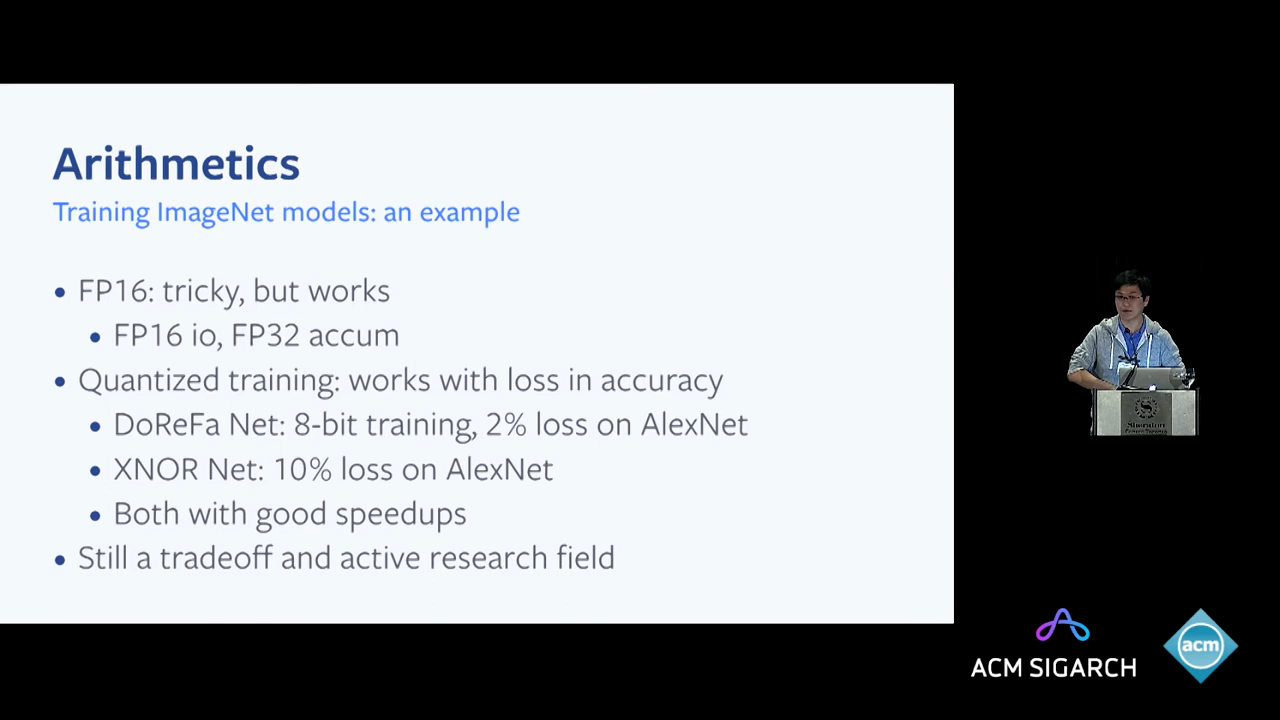 Arithmetics
Training ImageNet models: an example
• FP16: tricky, but works
• FP16 io, FP32 accum
• Quantized training: works with loss in accuracy
• DoReFa Net: 8-bit training, 2% loss on AlexNet
• XNOR Net: 10% loss on AlexNet
• Both with good speedups
• Still a tradeoff and active research field
Sheraton
ACM SIGARCH
acm